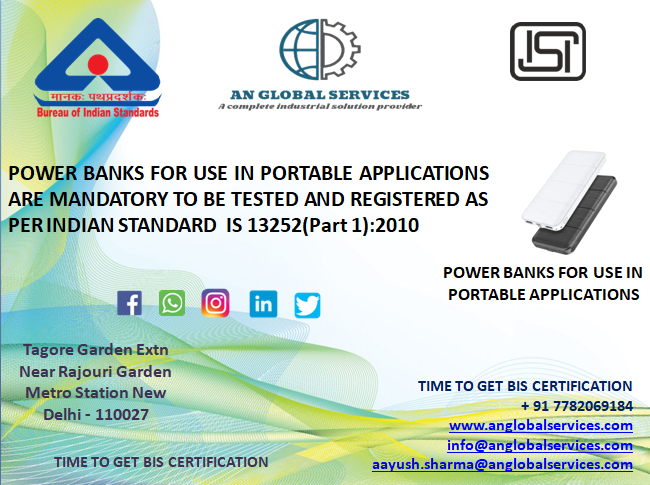 मानकः पथप्रदर्शकः
Bureau of Indian Standards
AN GLOBAL SERVICES
A complete industrial solution provider
ISI
POWER BANKS FOR USE IN PORTABLE APPLICATIONS
ARE MANDATORY TO BE TESTED AND REGISTERED AS
PER INDIAN STANDARD IS 13252(Part 1):2010
POWER BANKS FOR USE IN
PORTABLE APPLICATIONS
Tagore Garden Extn
Near Rajouri Garden
Metro Station New
Delhi - 110027
TIME TO GET BIS CERTIFICATION
TIME TO GET BIS CERTIFICATION
+ 91 7782069184
www.anglobalservices.com
info@anglobalservices.com
aayush.sharma@anglobalservices.com